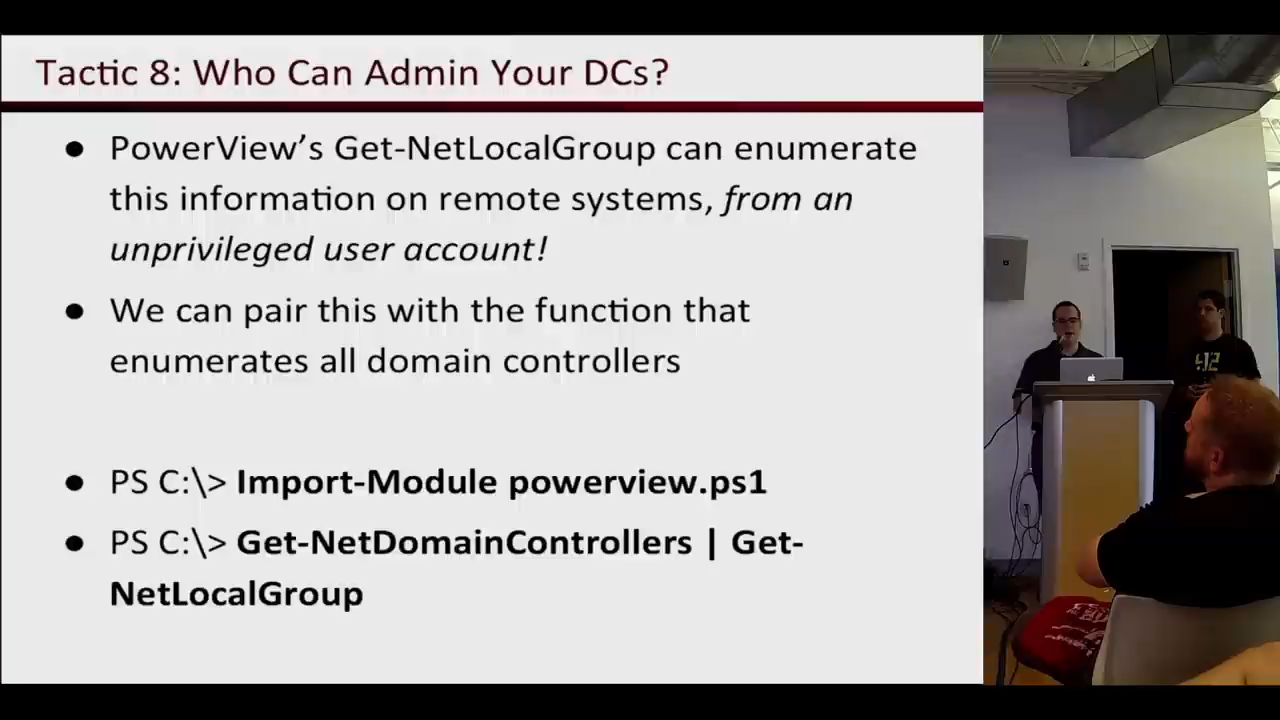 Tactic 8: Who Can Admin Your DCs?
● PowerView's Get-NetLocalGroup can enumerate
this information on remote systems, from an
unprivileged user account!
● We can pair this with the function that
enumerates all domain controllers
● PS C:\> Import-Module powerview.ps1
● PS C:\> Get-NetDomainControllers | Get-
NetLocalGroup
412